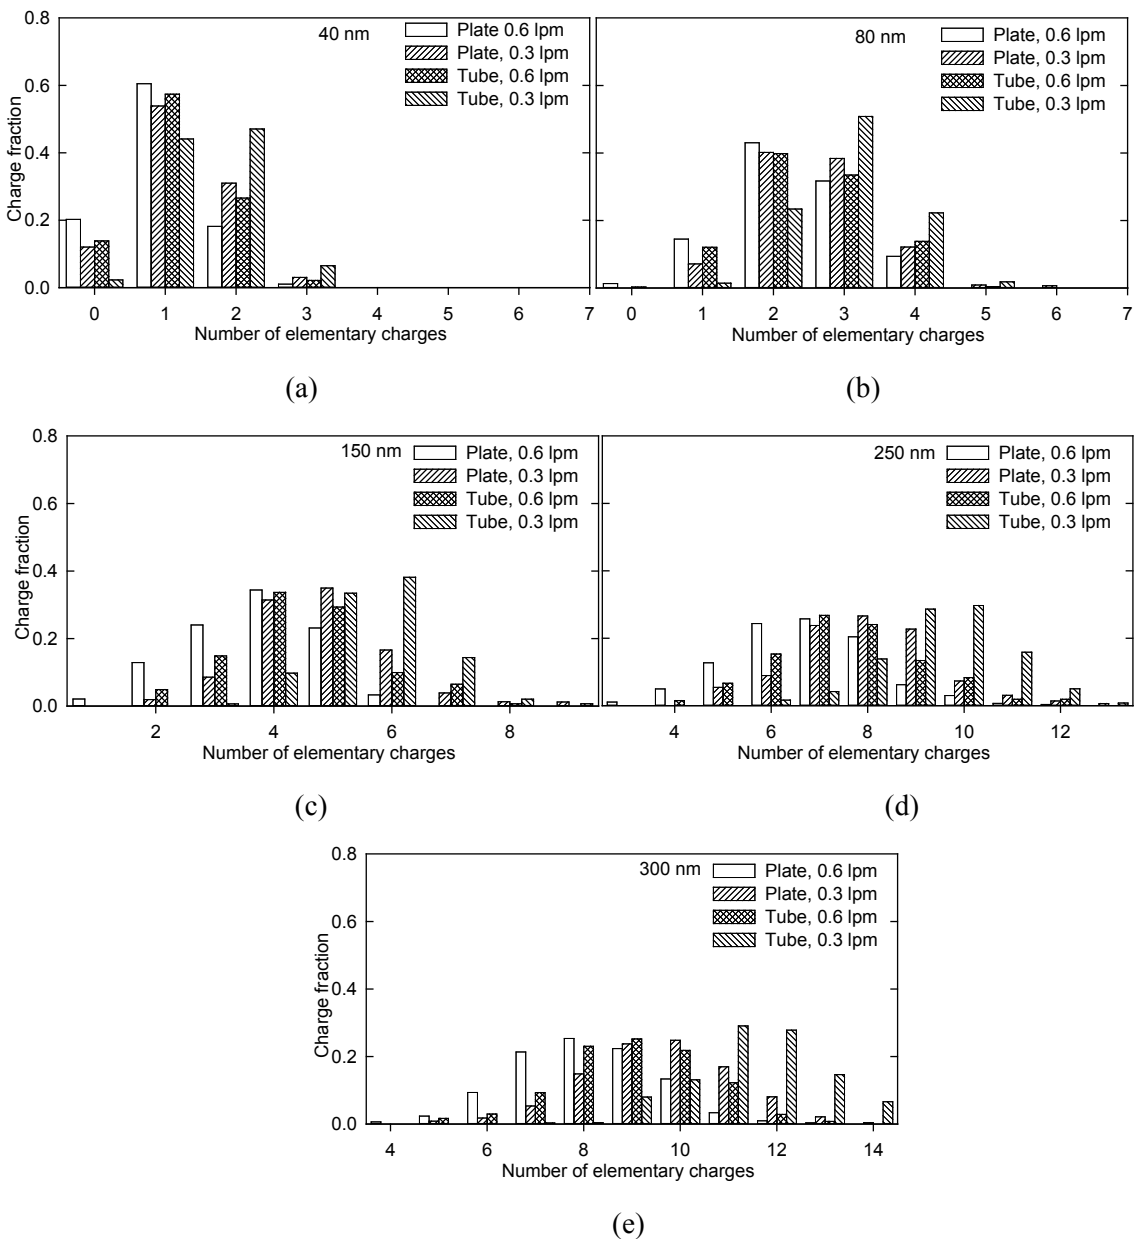 0.8
0.6
0.4
0.2
0.0
Charge fraction
40 nm
Plate 0.6 lpm
Plate, 0.3 lpm
Tube, 0.6 lpm
Tube, 0.3 lpm
0 1 2 3 4 5 6 7
Number of elementary charges
(a)
80 nm
Plate, 0.6 lpm
Plate, 0.3 lpm
Tube, 0.6 lpm
Tube, 0.3 lpm
0 1 2 3 4 5 6 7
Number of elementary charges
(b)
0.8
0.6
0.4
0.2
0.0
Charge fraction
150 nm
Plate, 0.6 lpm
Plate, 0.3 lpm
Tube, 0.6 lpm
Tube, 0.3 lpm
2 4 6 8
Number of elementary charges
(c)
250 nm
Plate, 0.6 lpm
Plate, 0.3 lpm
Tube, 0.6 lpm
Tube, 0.3 lpm
4 6 8 10 12
Number of elementary charges
(d)
0.8
0.6
0.4
0.2
0.0
Charge fraction
300 nm
Plate, 0.6 lpm
Plate, 0.3 lpm
Tube, 0.6 lpm
Tube, 0.3 lpm
4 6 8 10 12 14
Number of elementary charges
(e)